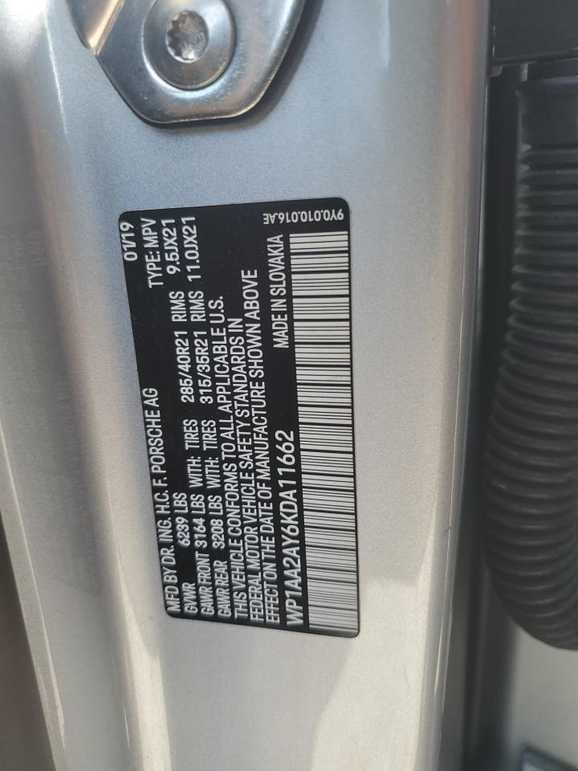 MFD BY DR. ING. H.C. F. PORSCHE AG 01/19
GVWR 6239 LBS TYPE: MPV
GAWR FRONT 3164 LBS WITH: TIRES 285/40R21 RIMS 9.5JX21
GAWR REAR 3208 LBS WITH: TIRES 315/35R21 RIMS 11.0JX21
THIS VEHICLE CONFORMS TO ALL APPLICABLE U.S.
FEDERAL MOTOR VEHICLE SAFETY STANDARDS IN
EFFECT ON THE DATE OF MANUFACTURE SHOWN ABOVE
WP1AA2AY6KDA11662 MADE IN SLOVAKIA
9Y0.010.016.AE